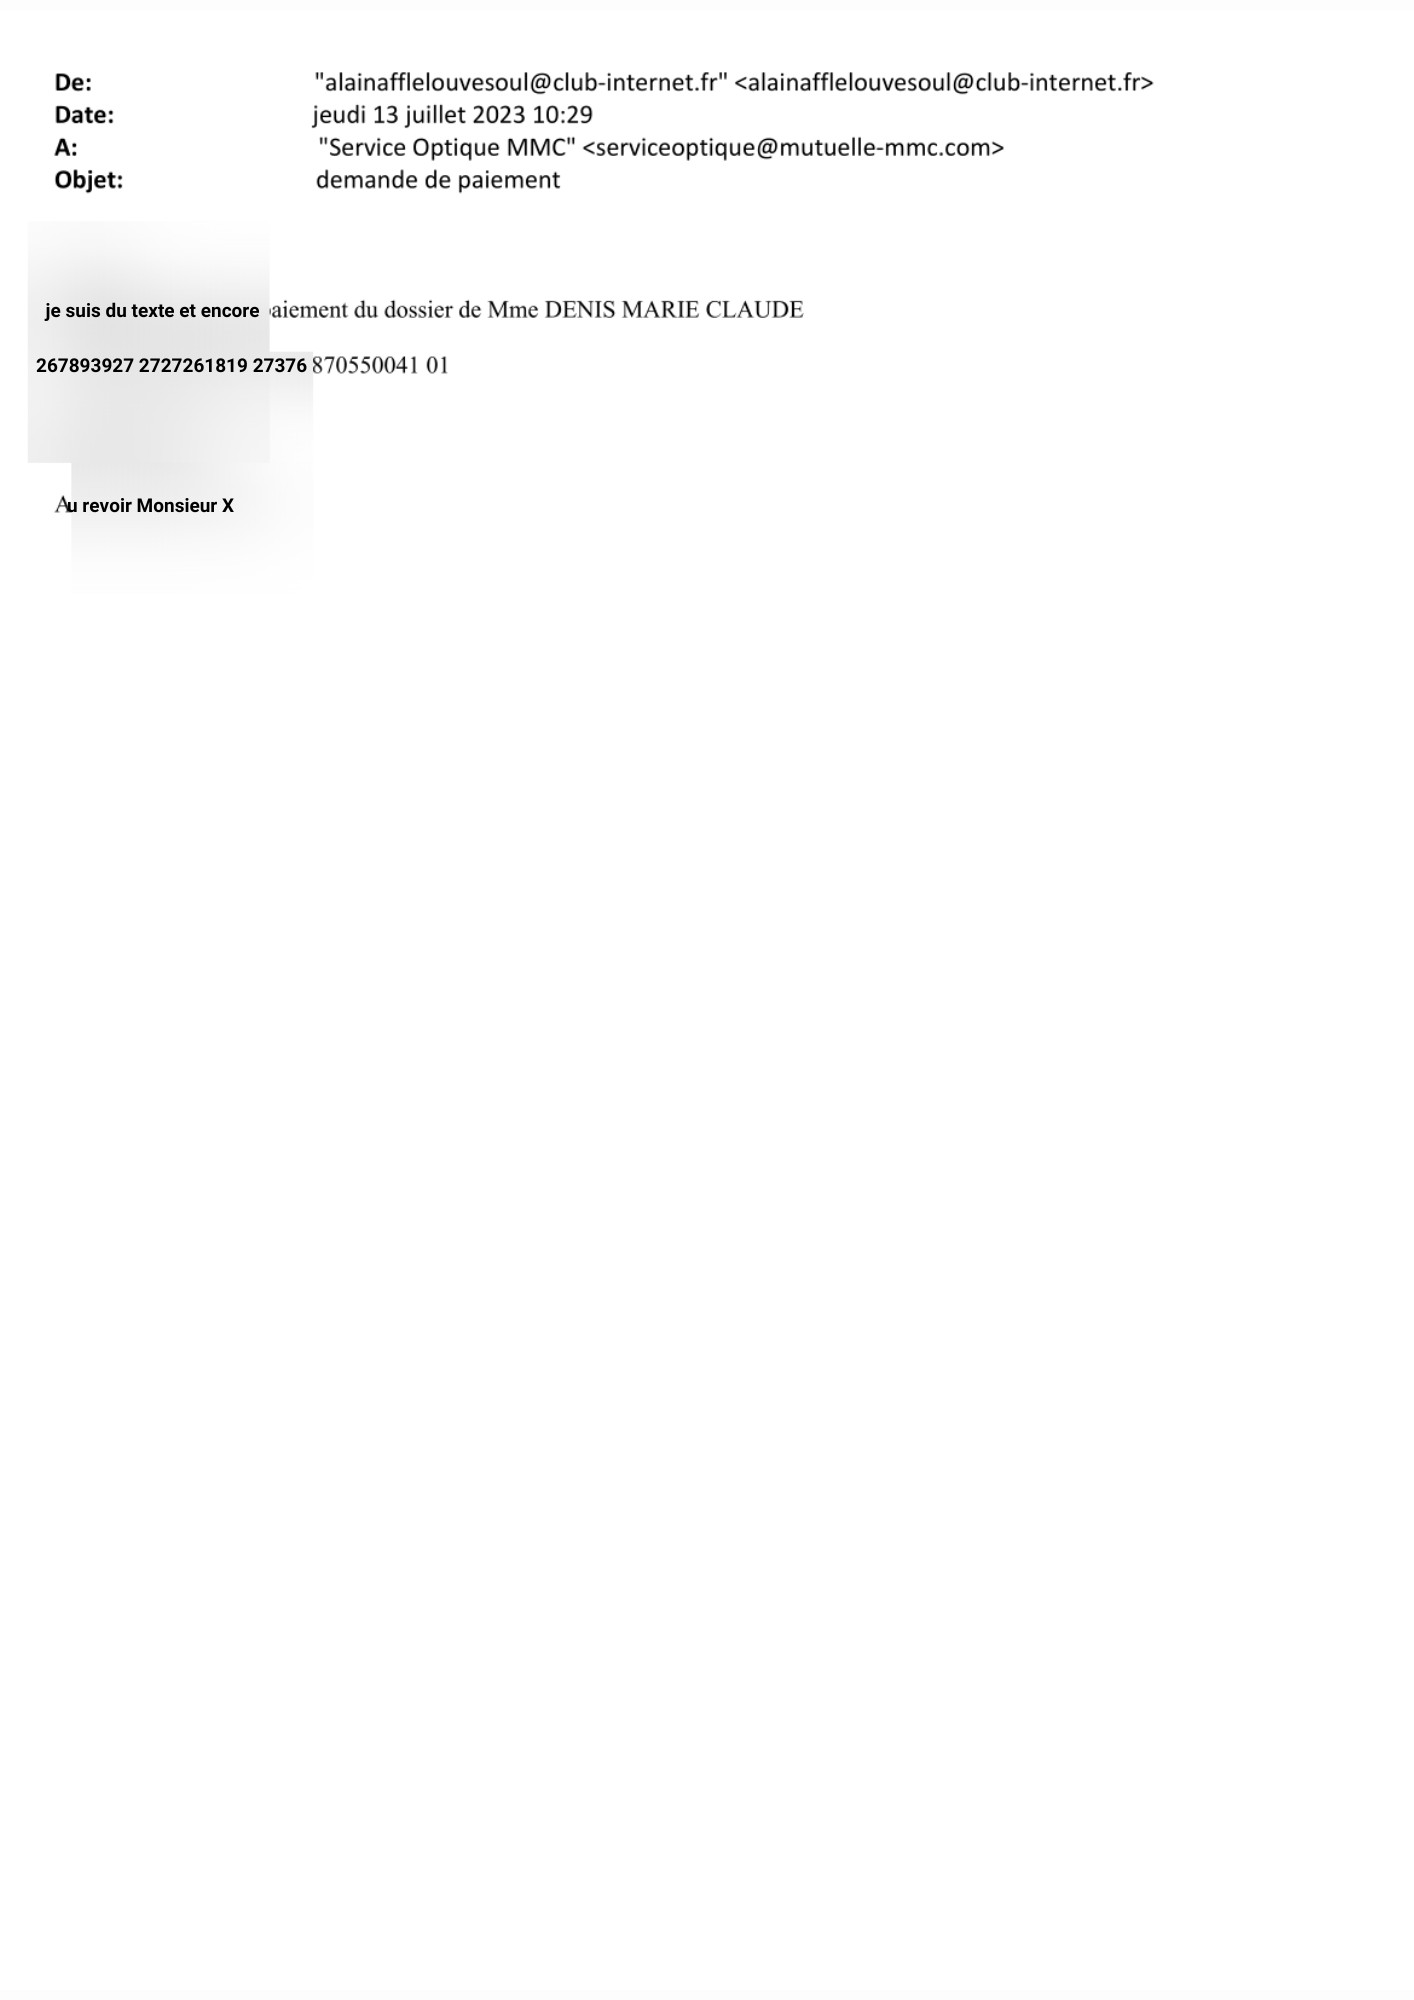 De: "alainafflelouvesoul@club-internet.fr" <alainafflelouvesoul@club-internet.fr>
Date: jeudi 13 juillet 2023 10:29
A: "Service Optique MMC" <serviceoptique@mutuelle-mmc.com>
Objet: demande de paiement
je suis du texte et encore paiement du dossier de Mme DENIS MARIE CLAUDE
267893927 2727261819 27376 870550041 01
Au revoir Monsieur X